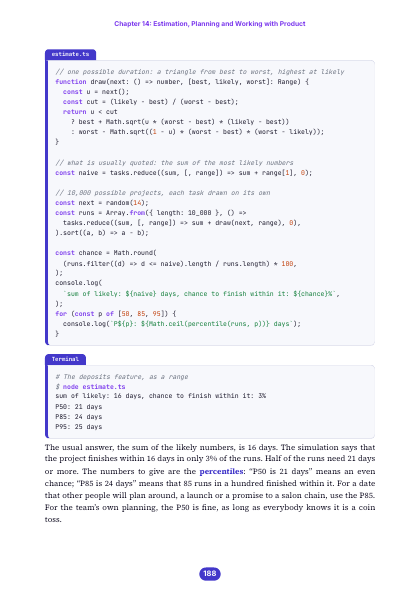 Chapter 14: Estimation, Planning and Working with Product
estimate.ts
// one possible duration: a triangle from best to worst, highest at likely
function draw(next: () => number, [best, likely, worst]: Range) {
  const u = next();
  const cut = (likely - best) / (worst - best);
  return u < cut
    ? best + Math.sqrt(u * (worst - best) * (likely - best))
    : worst - Math.sqrt((1 - u) * (worst - best) * (worst - likely));
}
// what is usually quoted: the sum of the most likely numbers
const naive = tasks.reduce((sum, [, range]) => sum + range[1], 0);
// 10,000 possible projects, each task drawn on its own
const next = random(14);
const runs = Array.from({ length: 10_000 }, () =>
  tasks.reduce((sum, [, range]) => sum + draw(next, range), 0),
).sort((a, b) => a - b);
const chance = Math.round(
  (runs.filter((d) => d <= naive).length / runs.length) * 100,
);
console.log(
  `sum of likely: ${naive} days, chance to finish within it: ${chance}%`,
);
for (const p of [50, 85, 95]) {
  console.log(`P${p}: ${Math.ceil(percentile(runs, p))} days`);
}
Terminal
# The deposits feature, as a range
$ node estimate.ts
sum of likely: 16 days, chance to finish within it: 3%
P50: 21 days
P85: 24 days
P95: 25 days
The usual answer, the sum of the likely numbers, is 16 days. The simulation says that
the project finishes within 16 days in only 3% of the runs. Half of the runs need 21 days
or more. The numbers to give are the percentiles: “P50 is 21 days” means an even
chance; “P85 is 24 days” means that 85 runs in a hundred finished within it. For a date
that other people will plan around, a launch or a promise to a salon chain, use the P85.
For the team’s own planning, the P50 is fine, as long as everybody knows it is a coin
toss.
188